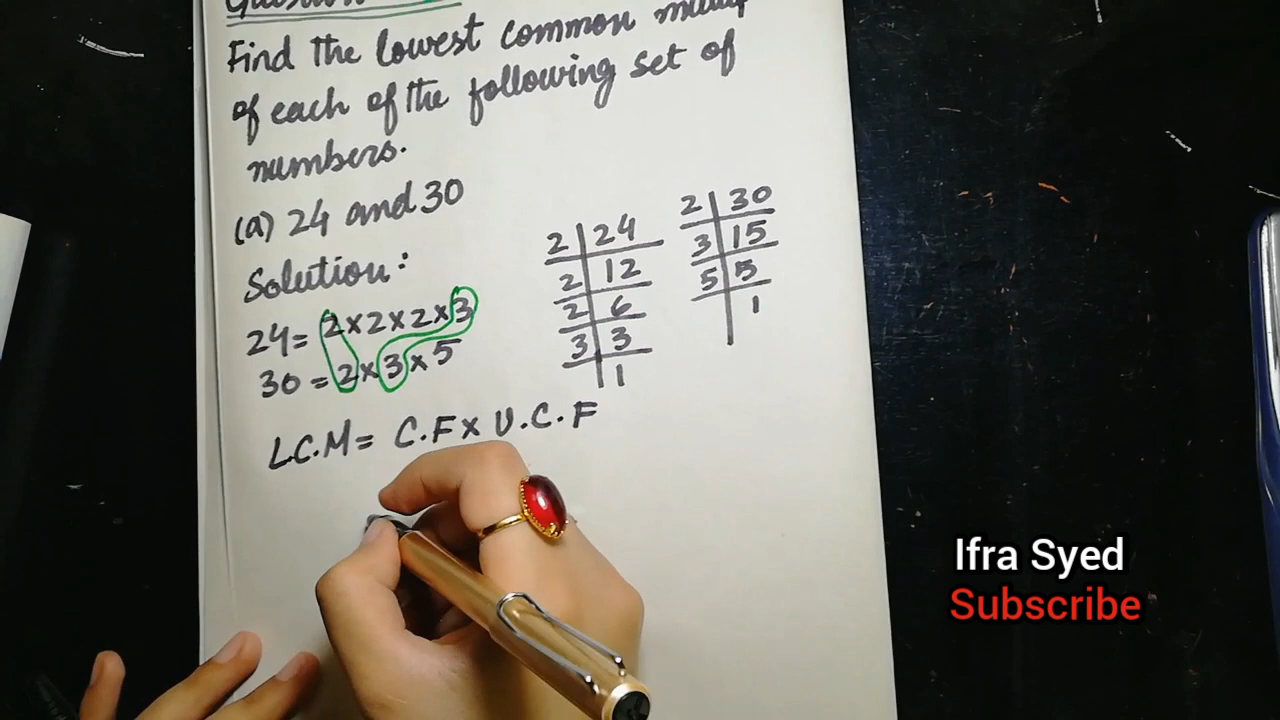 Question
Find the lowest common
of each of the following set of
numbers.
(a) 24 and 30
Solution:
24 = 2×2×2×3
30 = 2×3×5
L.C.M = C.F × U.C.F
2 | 24
2 | 12
2 | 6
3 | 3
1
2 | 30
3 | 15
5 | 5
1
Ifra Syed
Subscribe